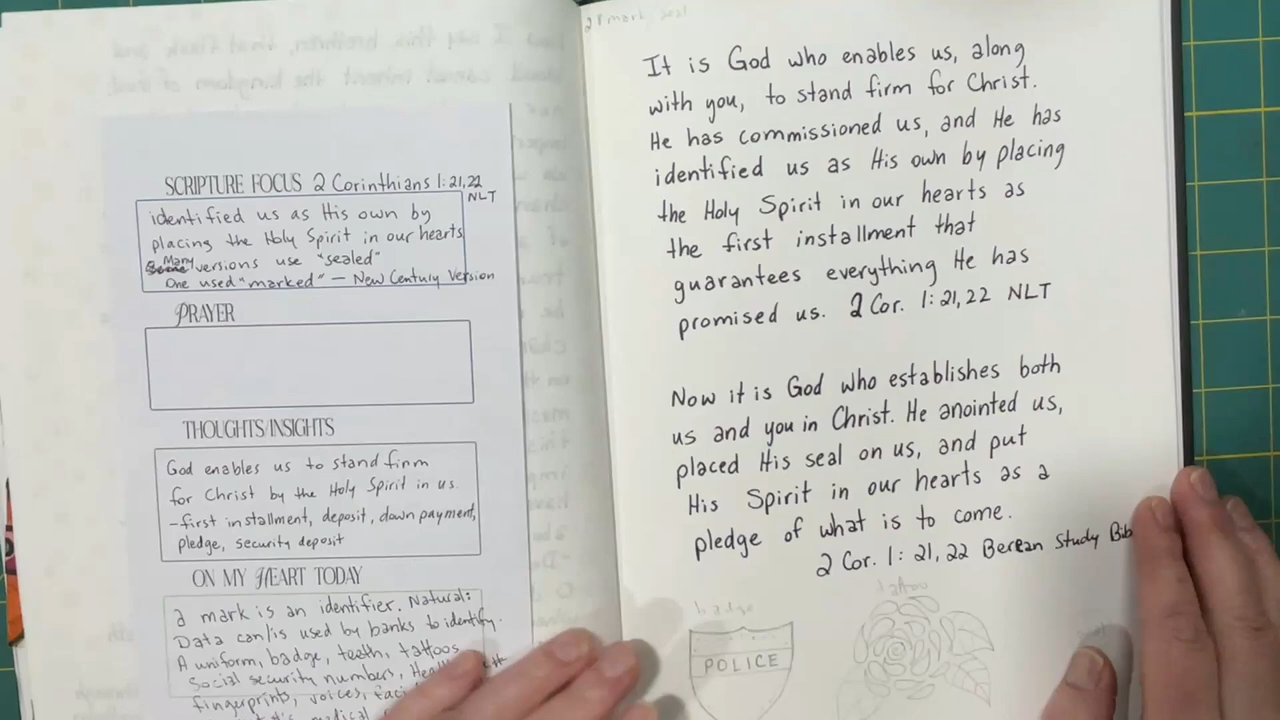 SCRIPTURE FOCUS 2 Corinthians 1:21,22
NLT
identified us as His own by
placing the Holy Spirit in our hearts
Many
versions use "sealed"
One used "marked" – New Century Version
PRAYER
THOUGHTS/INSIGHTS
God enables us to stand firm
for Christ by the Holy Spirit in us.
-first installment, deposit, down payment,
pledge, security deposit
ON MY HEART TODAY
a mark is an identifier. Natural:
Data can/is used by banks to identify.
A uniform, badge, teeth, tattoos
Social security numbers,
fingerprints, voices,
medical
28 mark
It is God who enables us, along
with you, to stand firm for Christ.
He has commissioned us, and He has
identified us as His own by placing
the Holy Spirit in our hearts as
the first installment that
guarantees everything He has
promised us. 2 Cor. 1:21,22 NLT
Now it is God who establishes both
us and you in Christ. He anointed us,
placed His seal on us, and put
His Spirit in our hearts as a
pledge of what is to come.
2 Cor. 1:21,22 Berean Study Bib
badge
tattoo
POLICE